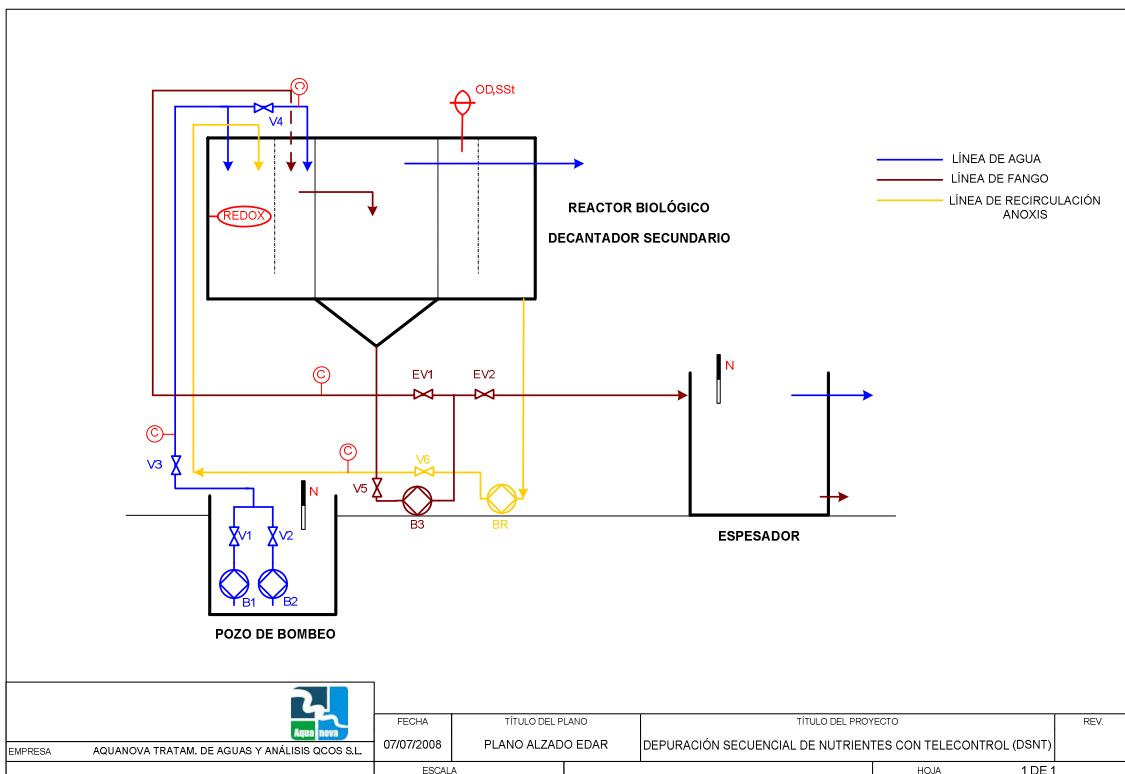 C
OD,SSt
V4
LÍNEA DE AGUA
LÍNEA DE FANGO
LÍNEA DE RECIRCULACIÓN
ANOXIS
REDOX
REACTOR BIOLÓGICO
DECANTADOR SECUNDARIO
C
EV1
EV2
N
C
V3
C
V6
V5
N
B3
BR
V1
V2
ESPESADOR
B1
B2
POZO DE BOMBEO
Aqua nova
EMPRESA
AQUANOVA TRATAM. DE AGUAS Y ANÁLISIS QCOS S.L.
FECHA
07/07/2008
TÍTULO DEL PLANO
PLANO ALZADO EDAR
TÍTULO DEL PROYECTO
DEPURACIÓN SECUENCIAL DE NUTRIENTES CON TELECONTROL (DSNT)
REV.
ESCALA
HOJA
1 DE 1